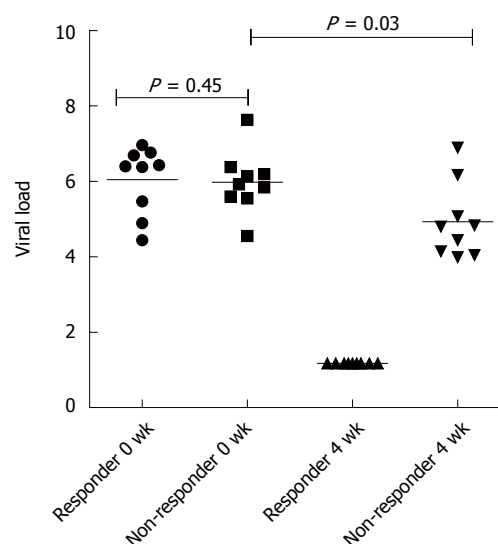 P = 0.03
P = 0.45
Viral load
10
8
6
4
2
0
Responder 0 wk
Non-responder 0 wk
Responder 4 wk
Non-responder 4 wk